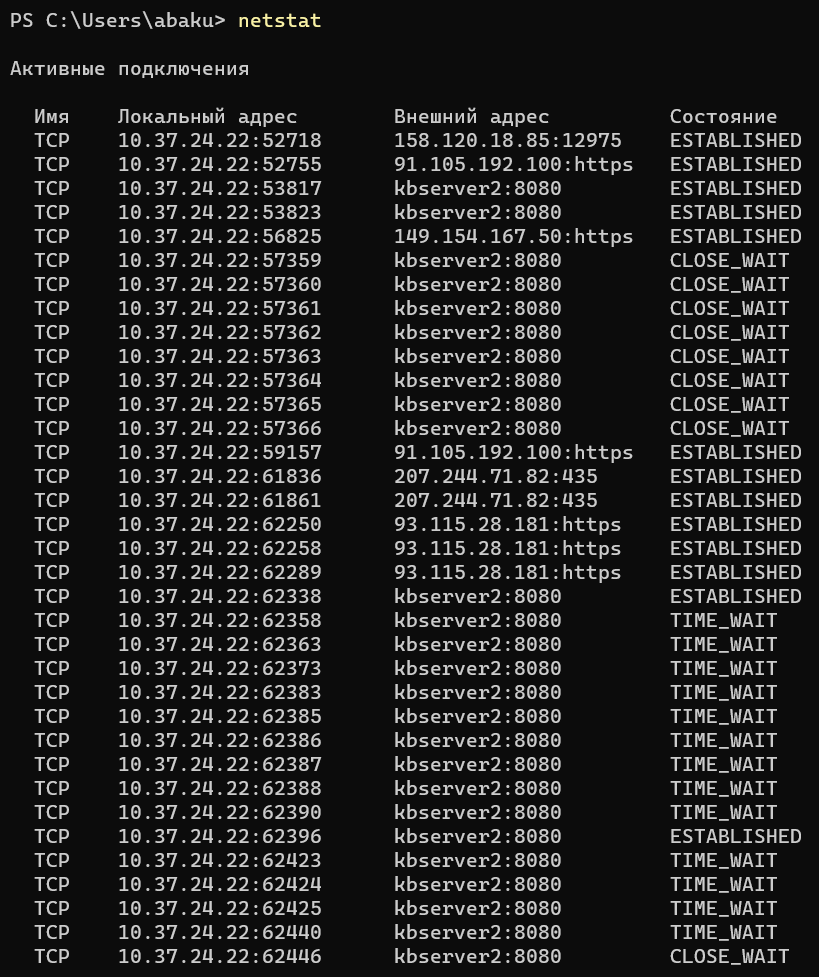 PS C:\Users\abaku> netstat
Активные подключения
Имя Локальный адрес Внешний адрес Состояние
TCP 10.37.24.22:52718 158.120.18.85:12975 ESTABLISHED
TCP 10.37.24.22:52755 91.105.192.100:https ESTABLISHED
TCP 10.37.24.22:53817 kbserver2:8080 ESTABLISHED
TCP 10.37.24.22:53823 kbserver2:8080 ESTABLISHED
TCP 10.37.24.22:56825 149.154.167.50:https ESTABLISHED
TCP 10.37.24.22:57359 kbserver2:8080 CLOSE_WAIT
TCP 10.37.24.22:57360 kbserver2:8080 CLOSE_WAIT
TCP 10.37.24.22:57361 kbserver2:8080 CLOSE_WAIT
TCP 10.37.24.22:57362 kbserver2:8080 CLOSE_WAIT
TCP 10.37.24.22:57363 kbserver2:8080 CLOSE_WAIT
TCP 10.37.24.22:57364 kbserver2:8080 CLOSE_WAIT
TCP 10.37.24.22:57365 kbserver2:8080 CLOSE_WAIT
TCP 10.37.24.22:57366 kbserver2:8080 CLOSE_WAIT
TCP 10.37.24.22:59157 91.105.192.100:https ESTABLISHED
TCP 10.37.24.22:61836 207.244.71.82:435 ESTABLISHED
TCP 10.37.24.22:61861 207.244.71.82:435 ESTABLISHED
TCP 10.37.24.22:62250 93.115.28.181:https ESTABLISHED
TCP 10.37.24.22:62258 93.115.28.181:https ESTABLISHED
TCP 10.37.24.22:62289 93.115.28.181:https ESTABLISHED
TCP 10.37.24.22:62338 kbserver2:8080 ESTABLISHED
TCP 10.37.24.22:62358 kbserver2:8080 TIME_WAIT
TCP 10.37.24.22:62363 kbserver2:8080 TIME_WAIT
TCP 10.37.24.22:62373 kbserver2:8080 TIME_WAIT
TCP 10.37.24.22:62383 kbserver2:8080 TIME_WAIT
TCP 10.37.24.22:62385 kbserver2:8080 TIME_WAIT
TCP 10.37.24.22:62386 kbserver2:8080 TIME_WAIT
TCP 10.37.24.22:62387 kbserver2:8080 TIME_WAIT
TCP 10.37.24.22:62388 kbserver2:8080 TIME_WAIT
TCP 10.37.24.22:62390 kbserver2:8080 TIME_WAIT
TCP 10.37.24.22:62396 kbserver2:8080 ESTABLISHED
TCP 10.37.24.22:62423 kbserver2:8080 TIME_WAIT
TCP 10.37.24.22:62424 kbserver2:8080 TIME_WAIT
TCP 10.37.24.22:62425 kbserver2:8080 TIME_WAIT
TCP 10.37.24.22:62440 kbserver2:8080 TIME_WAIT
TCP 10.37.24.22:62446 kbserver2:8080 CLOSE_WAIT